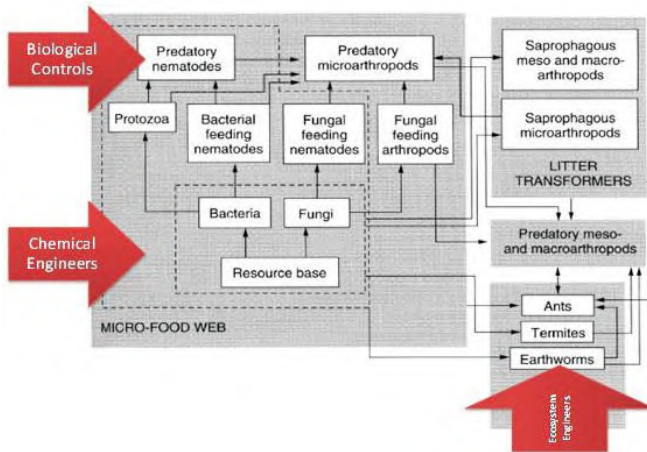 Biological
Controls
Predatory
nematodes
Predatory
microarthropods
Saprophagous
meso and macro-
arthropods
Protozoa
Bacterial
feeding
nematodes
Fungal
feeding
nematodes
Fungal
feeding
arthropods
Saprophagous
microarthropods
LITTER
TRANSFORMERS
Chemical
Engineers
Bacteria
Fungi
Predatory meso-
and macroarthropods
Resource base
Ants
MICRO-FOOD WEB
Termites
Earthworms
Ecosystem
Engineers